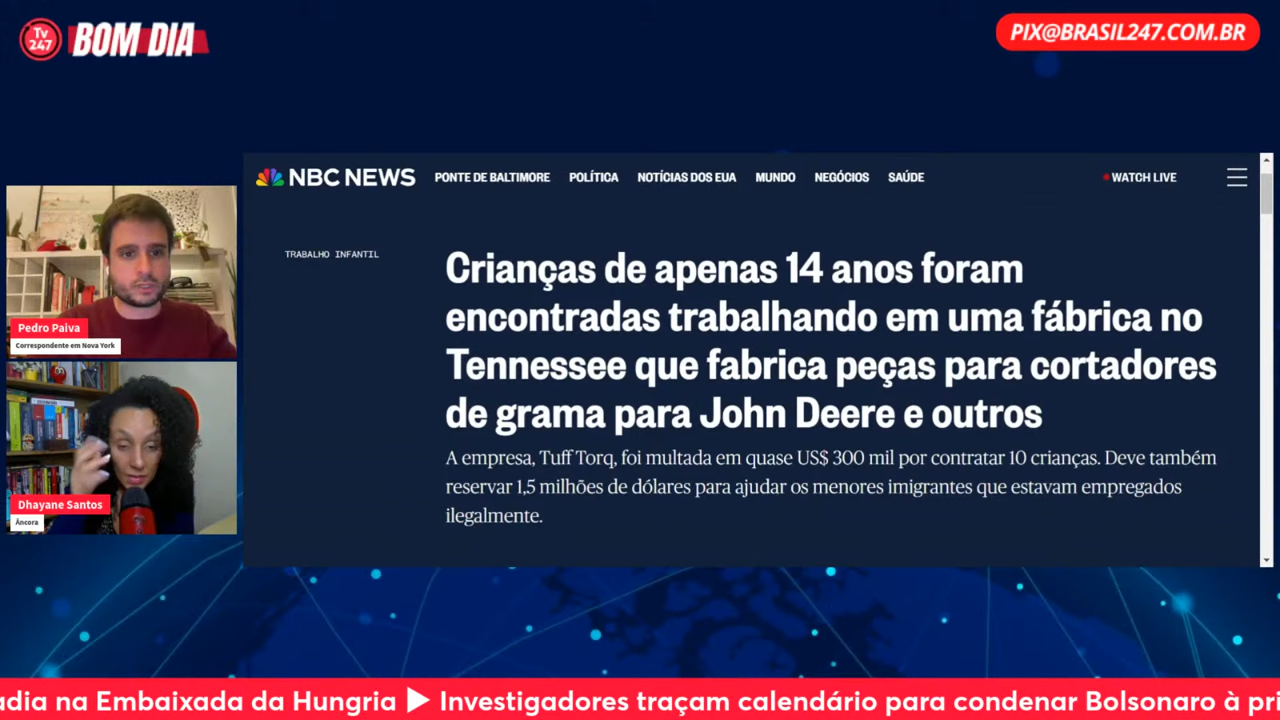 Tv 247 BOM DIA
PIX@BRASIL247.COM.BR
NBC NEWS PONTE DE BALTIMORE POLÍTICA NOTÍCIAS DOS EUA MUNDO NEGÓCIOS SAÚDE WATCH LIVE
TRABALHO INFANTIL
Crianças de apenas 14 anos foram
encontradas trabalhando em uma fábrica no
Tennessee que fabrica peças para cortadores
de grama para John Deere e outros
A empresa, Tuff Torq, foi multada em quase US$ 300 mil por contratar 10 crianças. Deve também
reservar 1,5 milhões de dólares para ajudar os menores imigrantes que estavam empregados
ilegalmente.
Pedro Paiva
Correspondente em Nova York
Dhayane Santos
Âncora
adia na Embaixada da Hungria ▶ Investigadores traçam calendário para condenar Bolsonaro à pri